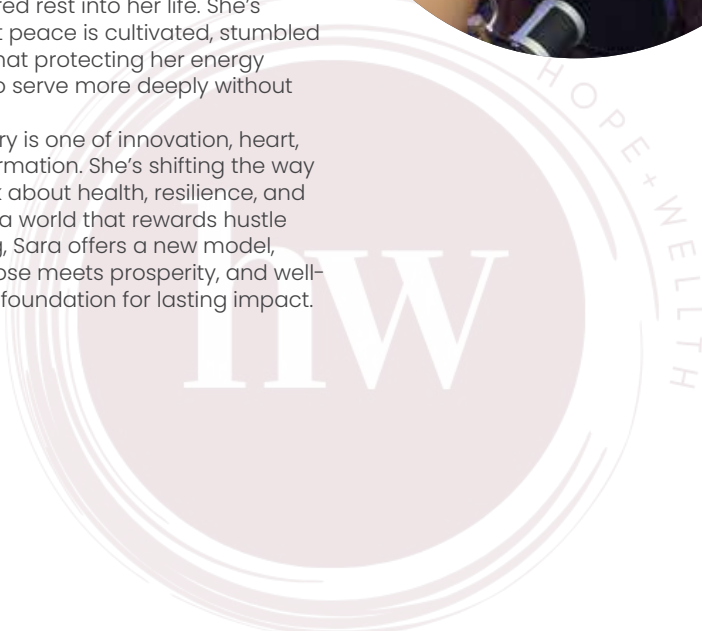 red rest into her life. She’s
t peace is cultivated, stumbled
hat protecting her energy
o serve more deeply without
ry is one of innovation, heart,
rmation. She’s shifting the way
k about health, resilience, and
a world that rewards hustle
g, Sara offers a new model,
ose meets prosperity, and well-
foundation for lasting impact.
HOPE+WELLTH
hw